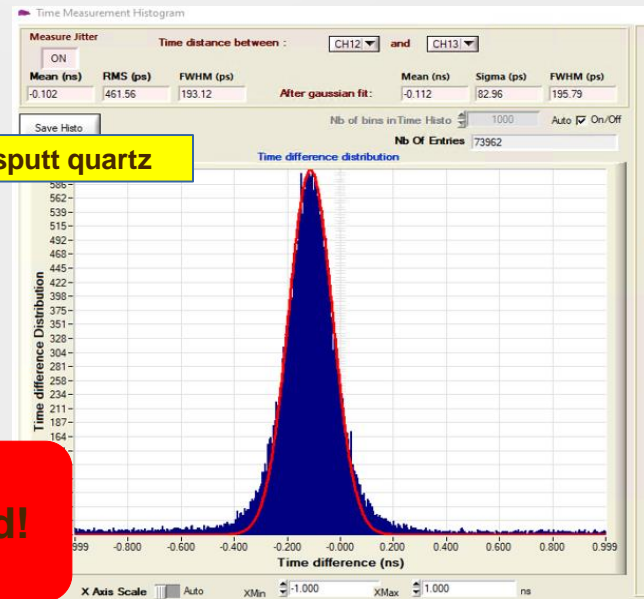 Time Measurement Histogram
Measure Jitter
ON
Time distance between : CH12 and CH13
Mean (ns) RMS (ps) FWHM (ps) Mean (ns) Sigma (ps) FWHM (ps)
-0.102 461.56 193.12 After gaussian fit: -0.112 82.96 195.79
Nb of bins in Time Histo 1000 Auto On/Off
Save Histo
Nb Of Entries 73962
sputt quartz
Time difference distribution
586
562
539
515
492
468
445
422
398
375
351
328
304
281
258
234
211
187
164
Time difference Distribution
d!
-0.800 -0.600 -0.400 -0.200 -0.000 0.200 0.400 0.600 0.800 0.999
Time difference (ns)
X Axis Scale Auto XMin -1.000 XMax 1.000 ns